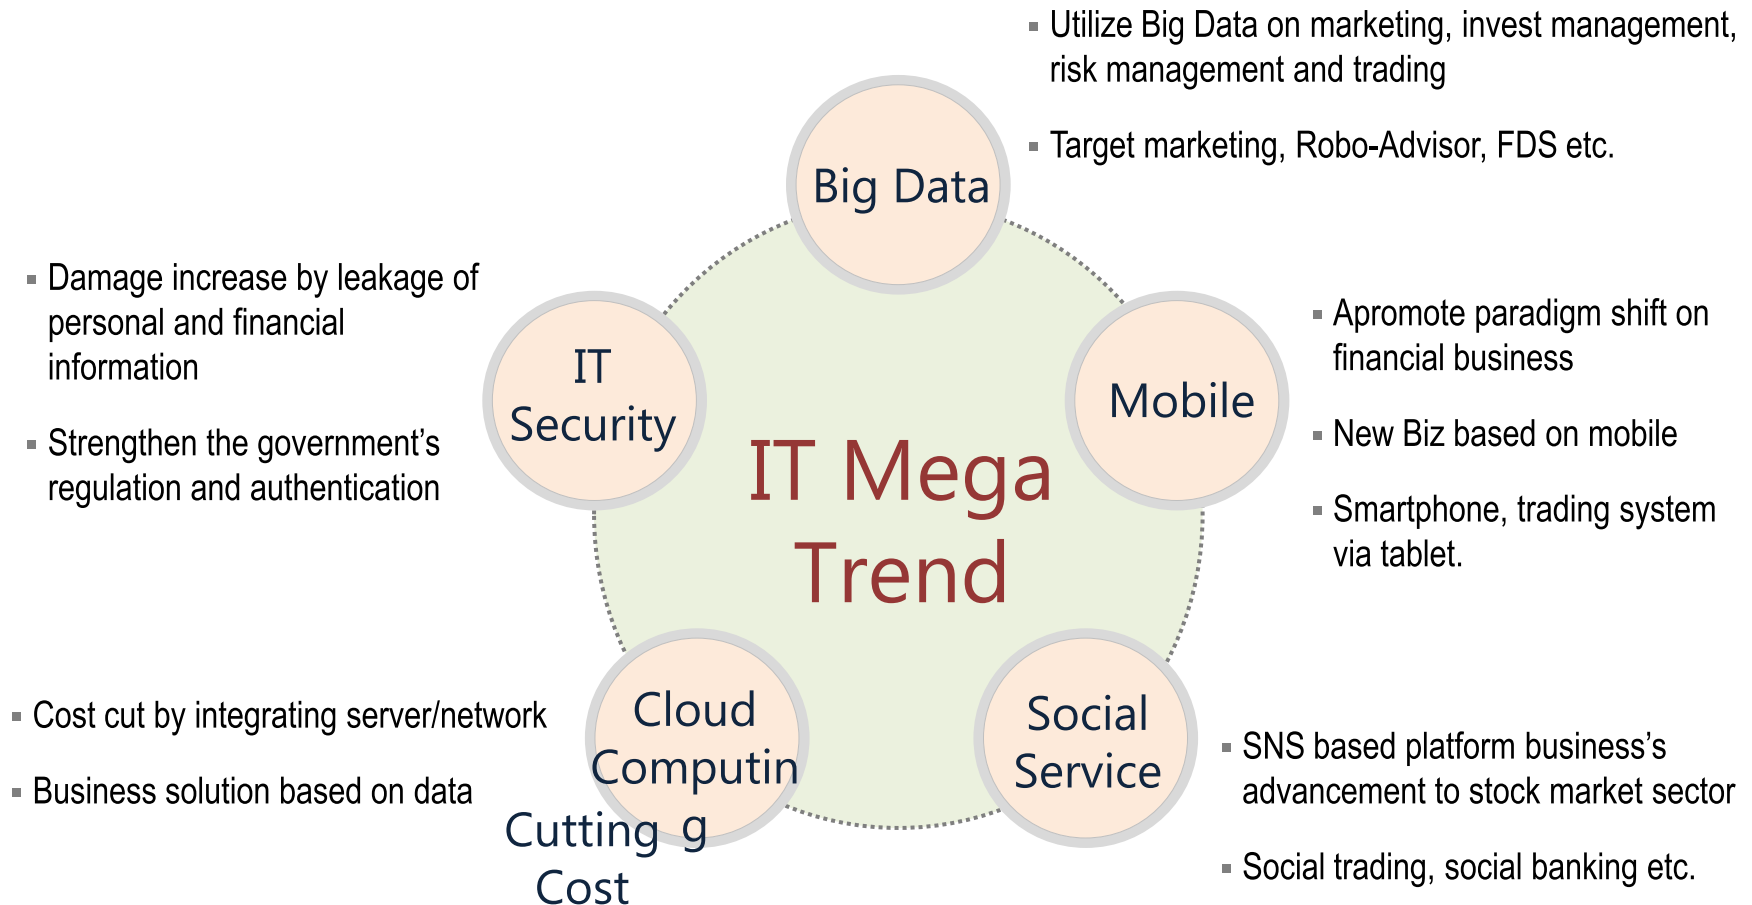 Utilize Big Data on marketing, invest management,
risk management and trading
Target marketing, Robo-Advisor, FDS etc.
Big Data
Damage increase by leakage of
personal and financial
information
Strengthen the government's
regulation and authentication
IT
Security
Mobile
Apromote paradigm shift on
financial business
New Biz based on mobile
Smartphone, trading system
via tablet.
IT Mega
Trend
Cost cut by integrating server/network
Business solution based on data
Cloud
Computin
g
Cutting
Cost
Social
Service
SNS based platform business's
advancement to stock market sector
Social trading, social banking etc.